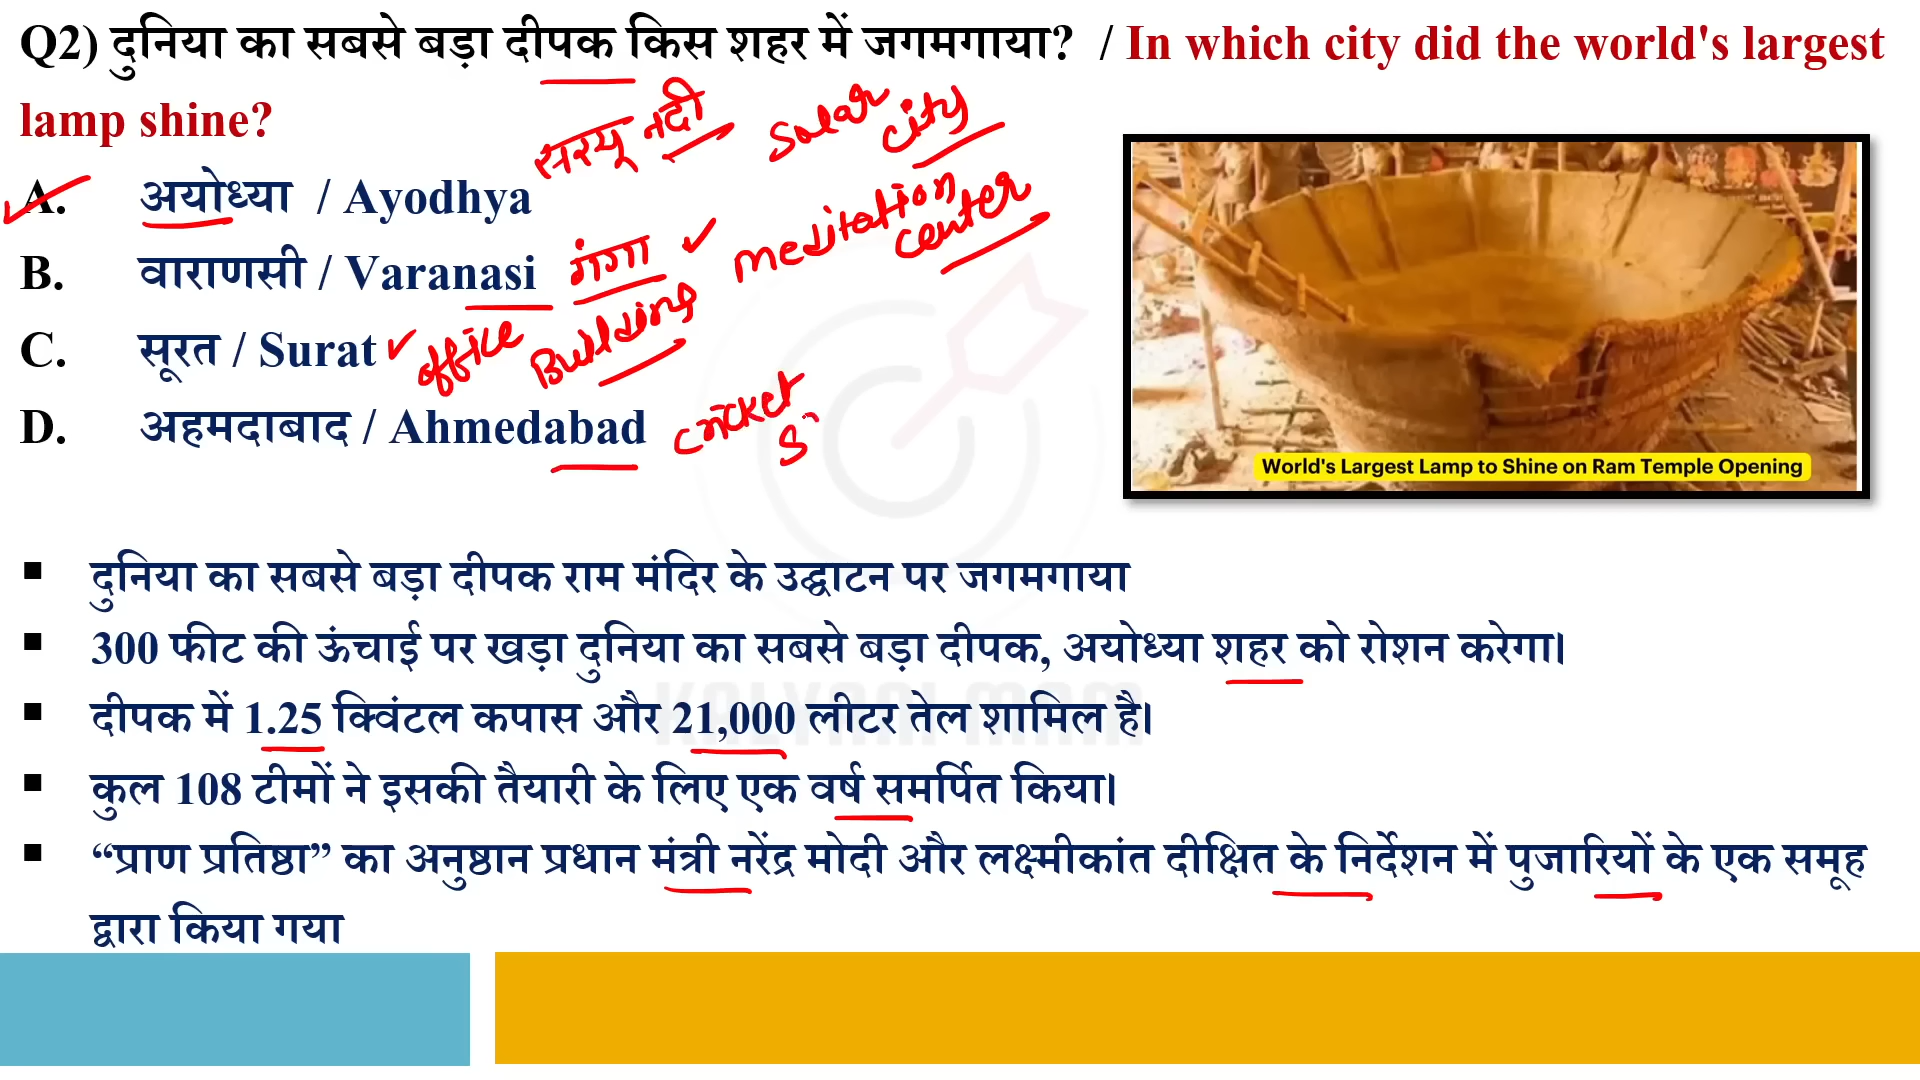 Q2) दुनिया का सबसे बड़ा दीपक किस शहर में जगमगाया? / In which city did the world's largest
lamp shine?
सरयू नदी
Solar
city
A. अयोध्या / Ayodhya
meditation
center
B. वाराणसी / Varanasi गंगा
C. सूरत / Surat office
Building
D. अहमदाबाद / Ahmedabad cricket
S
World's Largest Lamp to Shine on Ram Temple Opening
▪ दुनिया का सबसे बड़ा दीपक राम मंदिर के उद्घाटन पर जगमगाया
▪ 300 फीट की ऊंचाई पर खड़ा दुनिया का सबसे बड़ा दीपक, अयोध्या शहर को रोशन करेगा।
▪ दीपक में 1.25 क्विंटल कपास और 21,000 लीटर तेल शामिल है।
KALYANI MAM
▪ कुल 108 टीमों ने इसकी तैयारी के लिए एक वर्ष समर्पित किया।
▪ “प्राण प्रतिष्ठा” का अनुष्ठान प्रधान मंत्री नरेंद्र मोदी और लक्ष्मीकांत दीक्षित के निर्देशन में पुजारियों के एक समूह
द्वारा किया गया